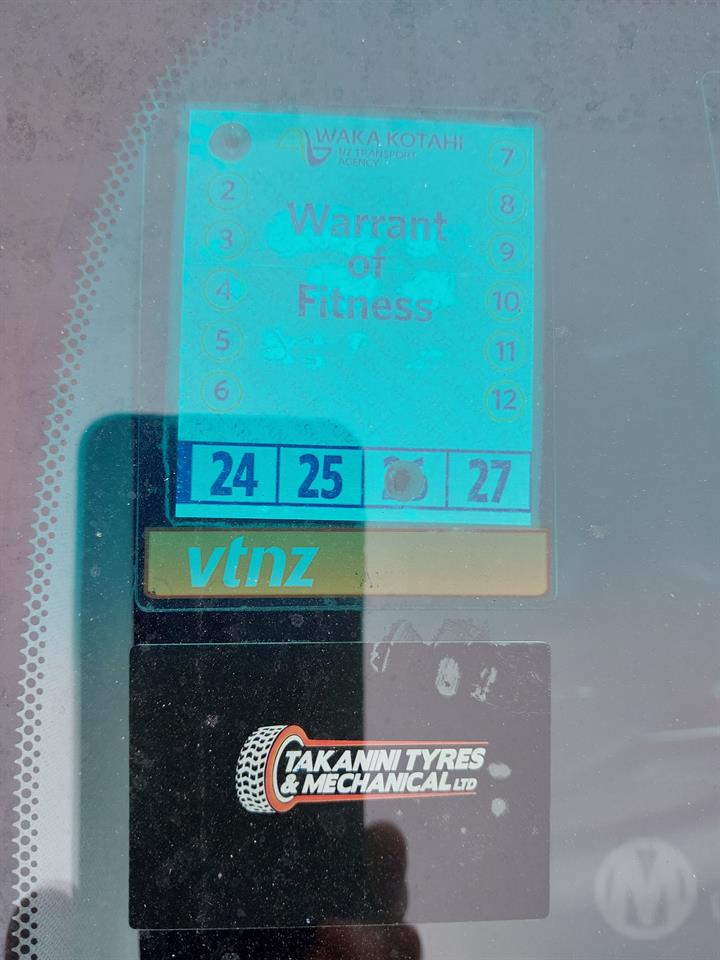 WAKA KOTAHI
NZ TRANSPORT
AGENCY
Warrant
of
Fitness
2
3
4
5
6
7
8
9
10
11
12
24 25 27
vtnz
TAKANINI TYRES
& MECHANICAL LTD
M